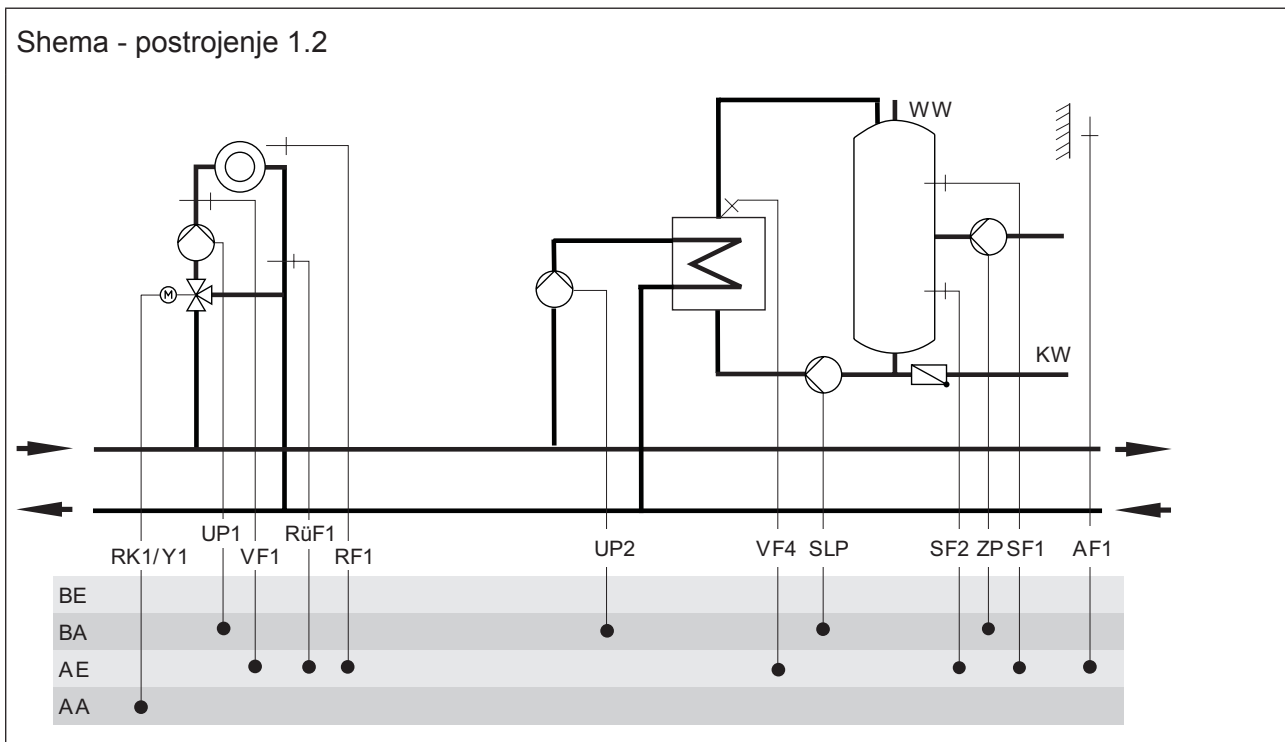 Shema - postrojenje 1.2
WW
M
KW
UP1 RüF1
RK1/Y1 VF1 RF1 UP2 VF4 SLP SF2 ZP SF1 AF1
BE
BA
AE
AA